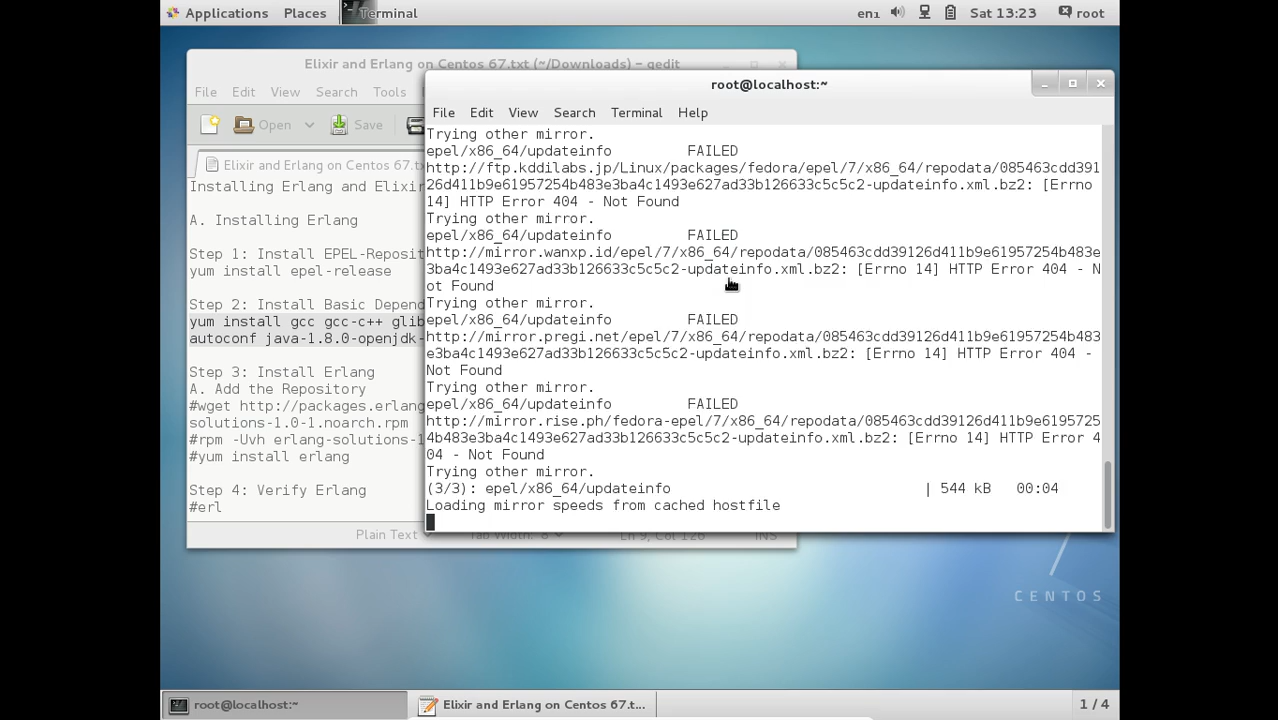 Applications Places Terminal en₁ Sat 13:23 root
Elixir and Erlang on Centos 67.txt (~/Downloads) – gedit
File Edit View Search Tools
Open Save
Elixir and Erlang on Centos 67.tx
Installing Erlang and Elixir
A. Installing Erlang
Step 1: Install EPEL-Reposit
yum install epel-release
Step 2: Install Basic Depend
yum install gcc gcc-c++ glib
autoconf java-1.8.0-openjdk-
Step 3: Install Erlang
A. Add the Repository
#wget http://packages.erlang
solutions-1.0-1.noarch.rpm
#rpm -Uvh erlang-solutions-1
#yum install erlang
Step 4: Verify Erlang
#erl
Plain Text Tab Width: 8 Ln 9, Col 126 INS
root@localhost:~
File Edit View Search Terminal Help
Trying other mirror.
epel/x86_64/updateinfo FAILED
http://ftp.kddilabs.jp/Linux/packages/fedora/epel/7/x86_64/repodata/085463cdd391
26d411b9e61957254b483e3ba4c1493e627ad33b126633c5c5c2-updateinfo.xml.bz2: [Errno
14] HTTP Error 404 - Not Found
Trying other mirror.
epel/x86_64/updateinfo FAILED
http://mirror.wanxp.id/epel/7/x86_64/repodata/085463cdd39126d411b9e61957254b483e
3ba4c1493e627ad33b126633c5c5c2-updateinfo.xml.bz2: [Errno 14] HTTP Error 404 - N
ot Found
Trying other mirror.
epel/x86_64/updateinfo FAILED
http://mirror.pregi.net/epel/7/x86_64/repodata/085463cdd39126d411b9e61957254b483
e3ba4c1493e627ad33b126633c5c5c2-updateinfo.xml.bz2: [Errno 14] HTTP Error 404 -
Not Found
Trying other mirror.
epel/x86_64/updateinfo FAILED
http://mirror.rise.ph/fedora-epel/7/x86_64/repodata/085463cdd39126d411b9e6195725
4b483e3ba4c1493e627ad33b126633c5c5c2-updateinfo.xml.bz2: [Errno 14] HTTP Error 4
04 - Not Found
Trying other mirror.
(3/3): epel/x86_64/updateinfo | 544 kB 00:04
Loading mirror speeds from cached hostfile
CENTOS
root@localhost:~ Elixir and Erlang on Centos 67.t... 1 / 4